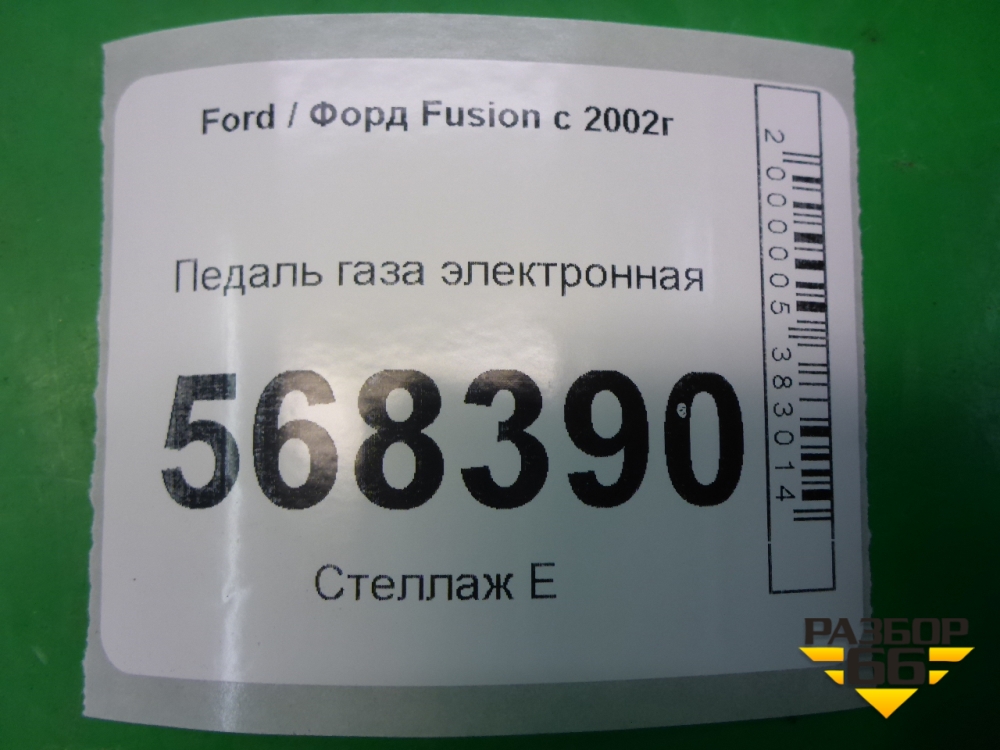 Ford / Форд Fusion с 2002г
Педаль газа электронная
568390
Стеллаж Е
2000005383014
РАЗБОР
66